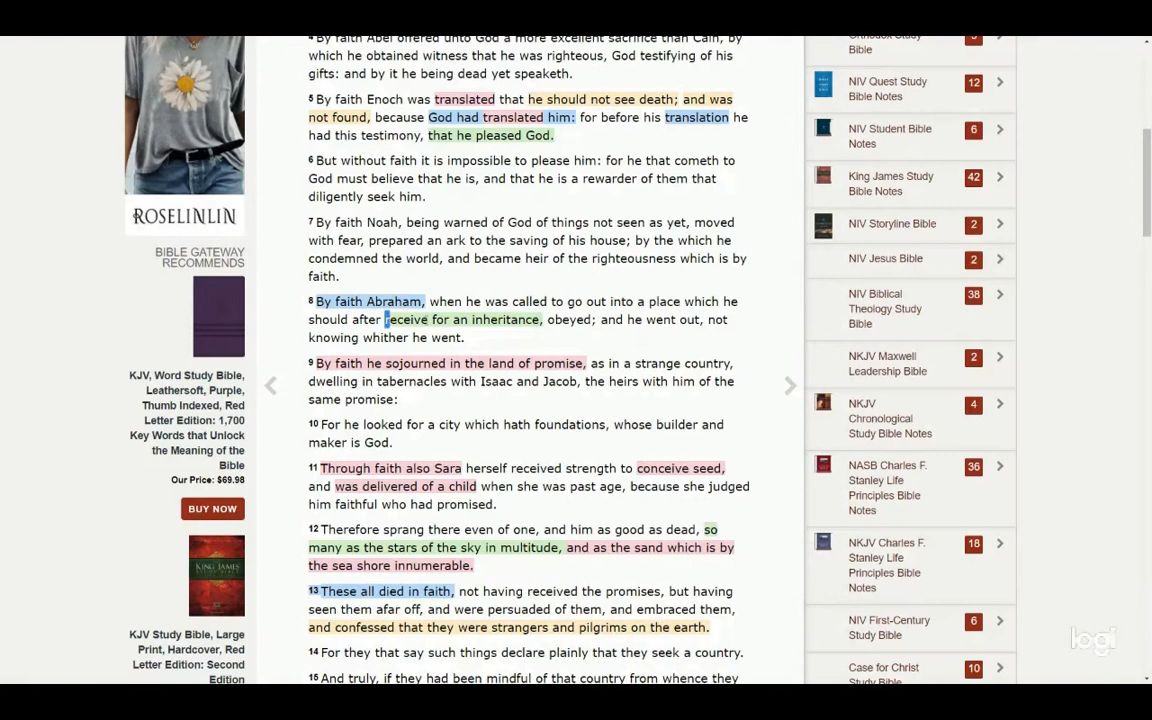 ROSELINLIN
BIBLE GATEWAY
RECOMMENDS
KJV, Word Study Bible,
Leathersoft, Purple,
Thumb Indexed, Red
Letter Edition: 1,700
Key Words that Unlock
the Meaning of the
Bible
Our Price: $69.98
BUY NOW
KING JAMES
KJV Study Bible, Large
Print, Hardcover, Red
Letter Edition: Second
Edition
4 By faith Abel offered unto God a more excellent sacrifice than Cain, by
which he obtained witness that he was righteous, God testifying of his
gifts: and by it he being dead yet speaketh.
5 By faith Enoch was translated that he should not see death; and was
not found, because God had translated him: for before his translation he
had this testimony, that he pleased God.
6 But without faith it is impossible to please him: for he that cometh to
God must believe that he is, and that he is a rewarder of them that
diligently seek him.
7 By faith Noah, being warned of God of things not seen as yet, moved
with fear, prepared an ark to the saving of his house; by the which he
condemned the world, and became heir of the righteousness which is by
faith.
8 By faith Abraham, when he was called to go out into a place which he
should after receive for an inheritance, obeyed; and he went out, not
knowing whither he went.
9 By faith he sojourned in the land of promise, as in a strange country,
dwelling in tabernacles with Isaac and Jacob, the heirs with him of the
same promise:
10 For he looked for a city which hath foundations, whose builder and
maker is God.
11 Through faith also Sara herself received strength to conceive seed,
and was delivered of a child when she was past age, because she judged
him faithful who had promised.
12 Therefore sprang there even of one, and him as good as dead, so
many as the stars of the sky in multitude, and as the sand which is by
the sea shore innumerable.
13 These all died in faith, not having received the promises, but having
seen them afar off, and were persuaded of them, and embraced them,
and confessed that they were strangers and pilgrims on the earth.
14 For they that say such things declare plainly that they seek a country.
15 And truly, if they had been mindful of that country from whence they
Orthodox Study
Bible
NIV Quest Study
Bible Notes
12
NIV Student Bible
Notes
6
King James Study
Bible Notes
42
NIV Storyline Bible
2
NIV Jesus Bible
2
NIV Biblical
Theology Study
Bible
38
NKJV Maxwell
Leadership Bible
2
NKJV
Chronological
Study Bible Notes
4
NASB Charles F.
Stanley Life
Principles Bible
Notes
36
NKJV Charles F.
Stanley Life
Principles Bible
Notes
18
NIV First-Century
Study Bible
6
Case for Christ
Study Bible
10
logi